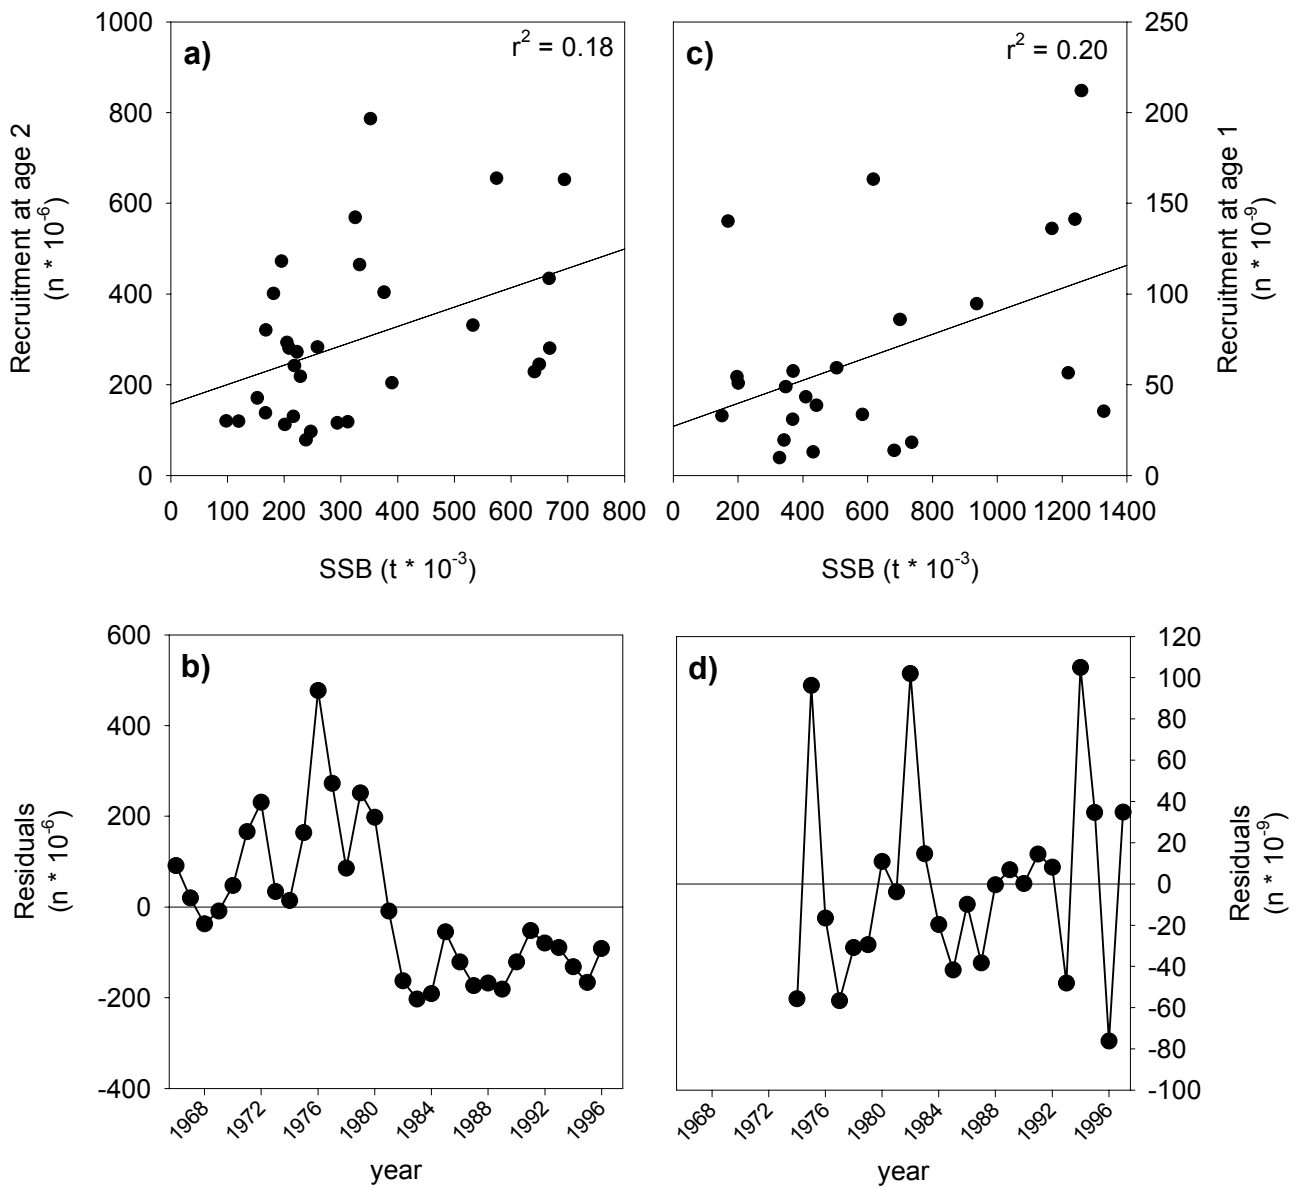 a)
r² = 0.18
1000
800
600
400
200
0
Recruitment at age 2
(n * 10⁻⁶)
0 100 200 300 400 500 600 700 800
SSB (t * 10⁻³)
c)
r² = 0.20
250
200
150
100
50
0
Recruitment at age 1
(n * 10⁻⁹)
0 200 400 600 800 1000 1200 1400
SSB (t * 10⁻³)
b)
600
400
200
0
-200
-400
Residuals
(n * 10⁻⁶)
1968 1972 1976 1980 1984 1988 1992 1996
year
d)
120
100
80
60
40
20
0
-20
-40
-60
-80
-100
Residuals
(n * 10⁻⁹)
1968 1972 1976 1980 1984 1988 1992 1996
year